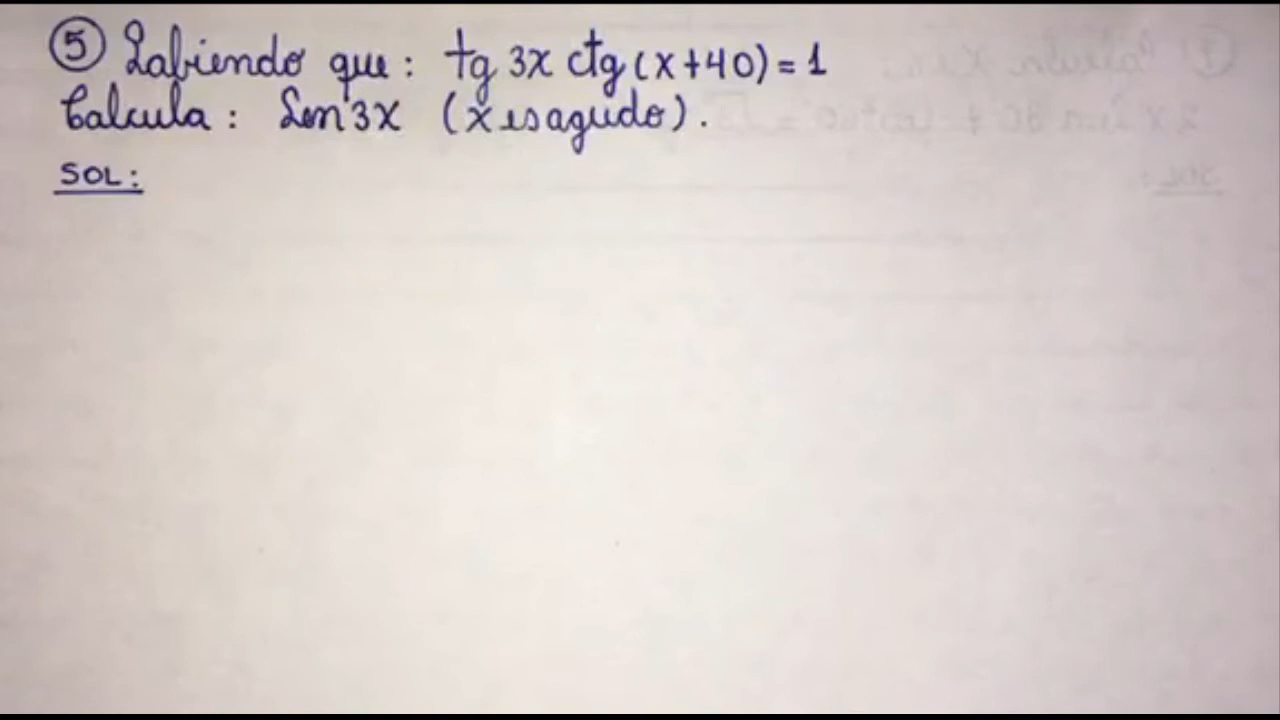 ⑤ Sabiendo que: tg 3x ctg (x+40) = 1
Calcula: Sen 3x (x es agudo).
SOL: